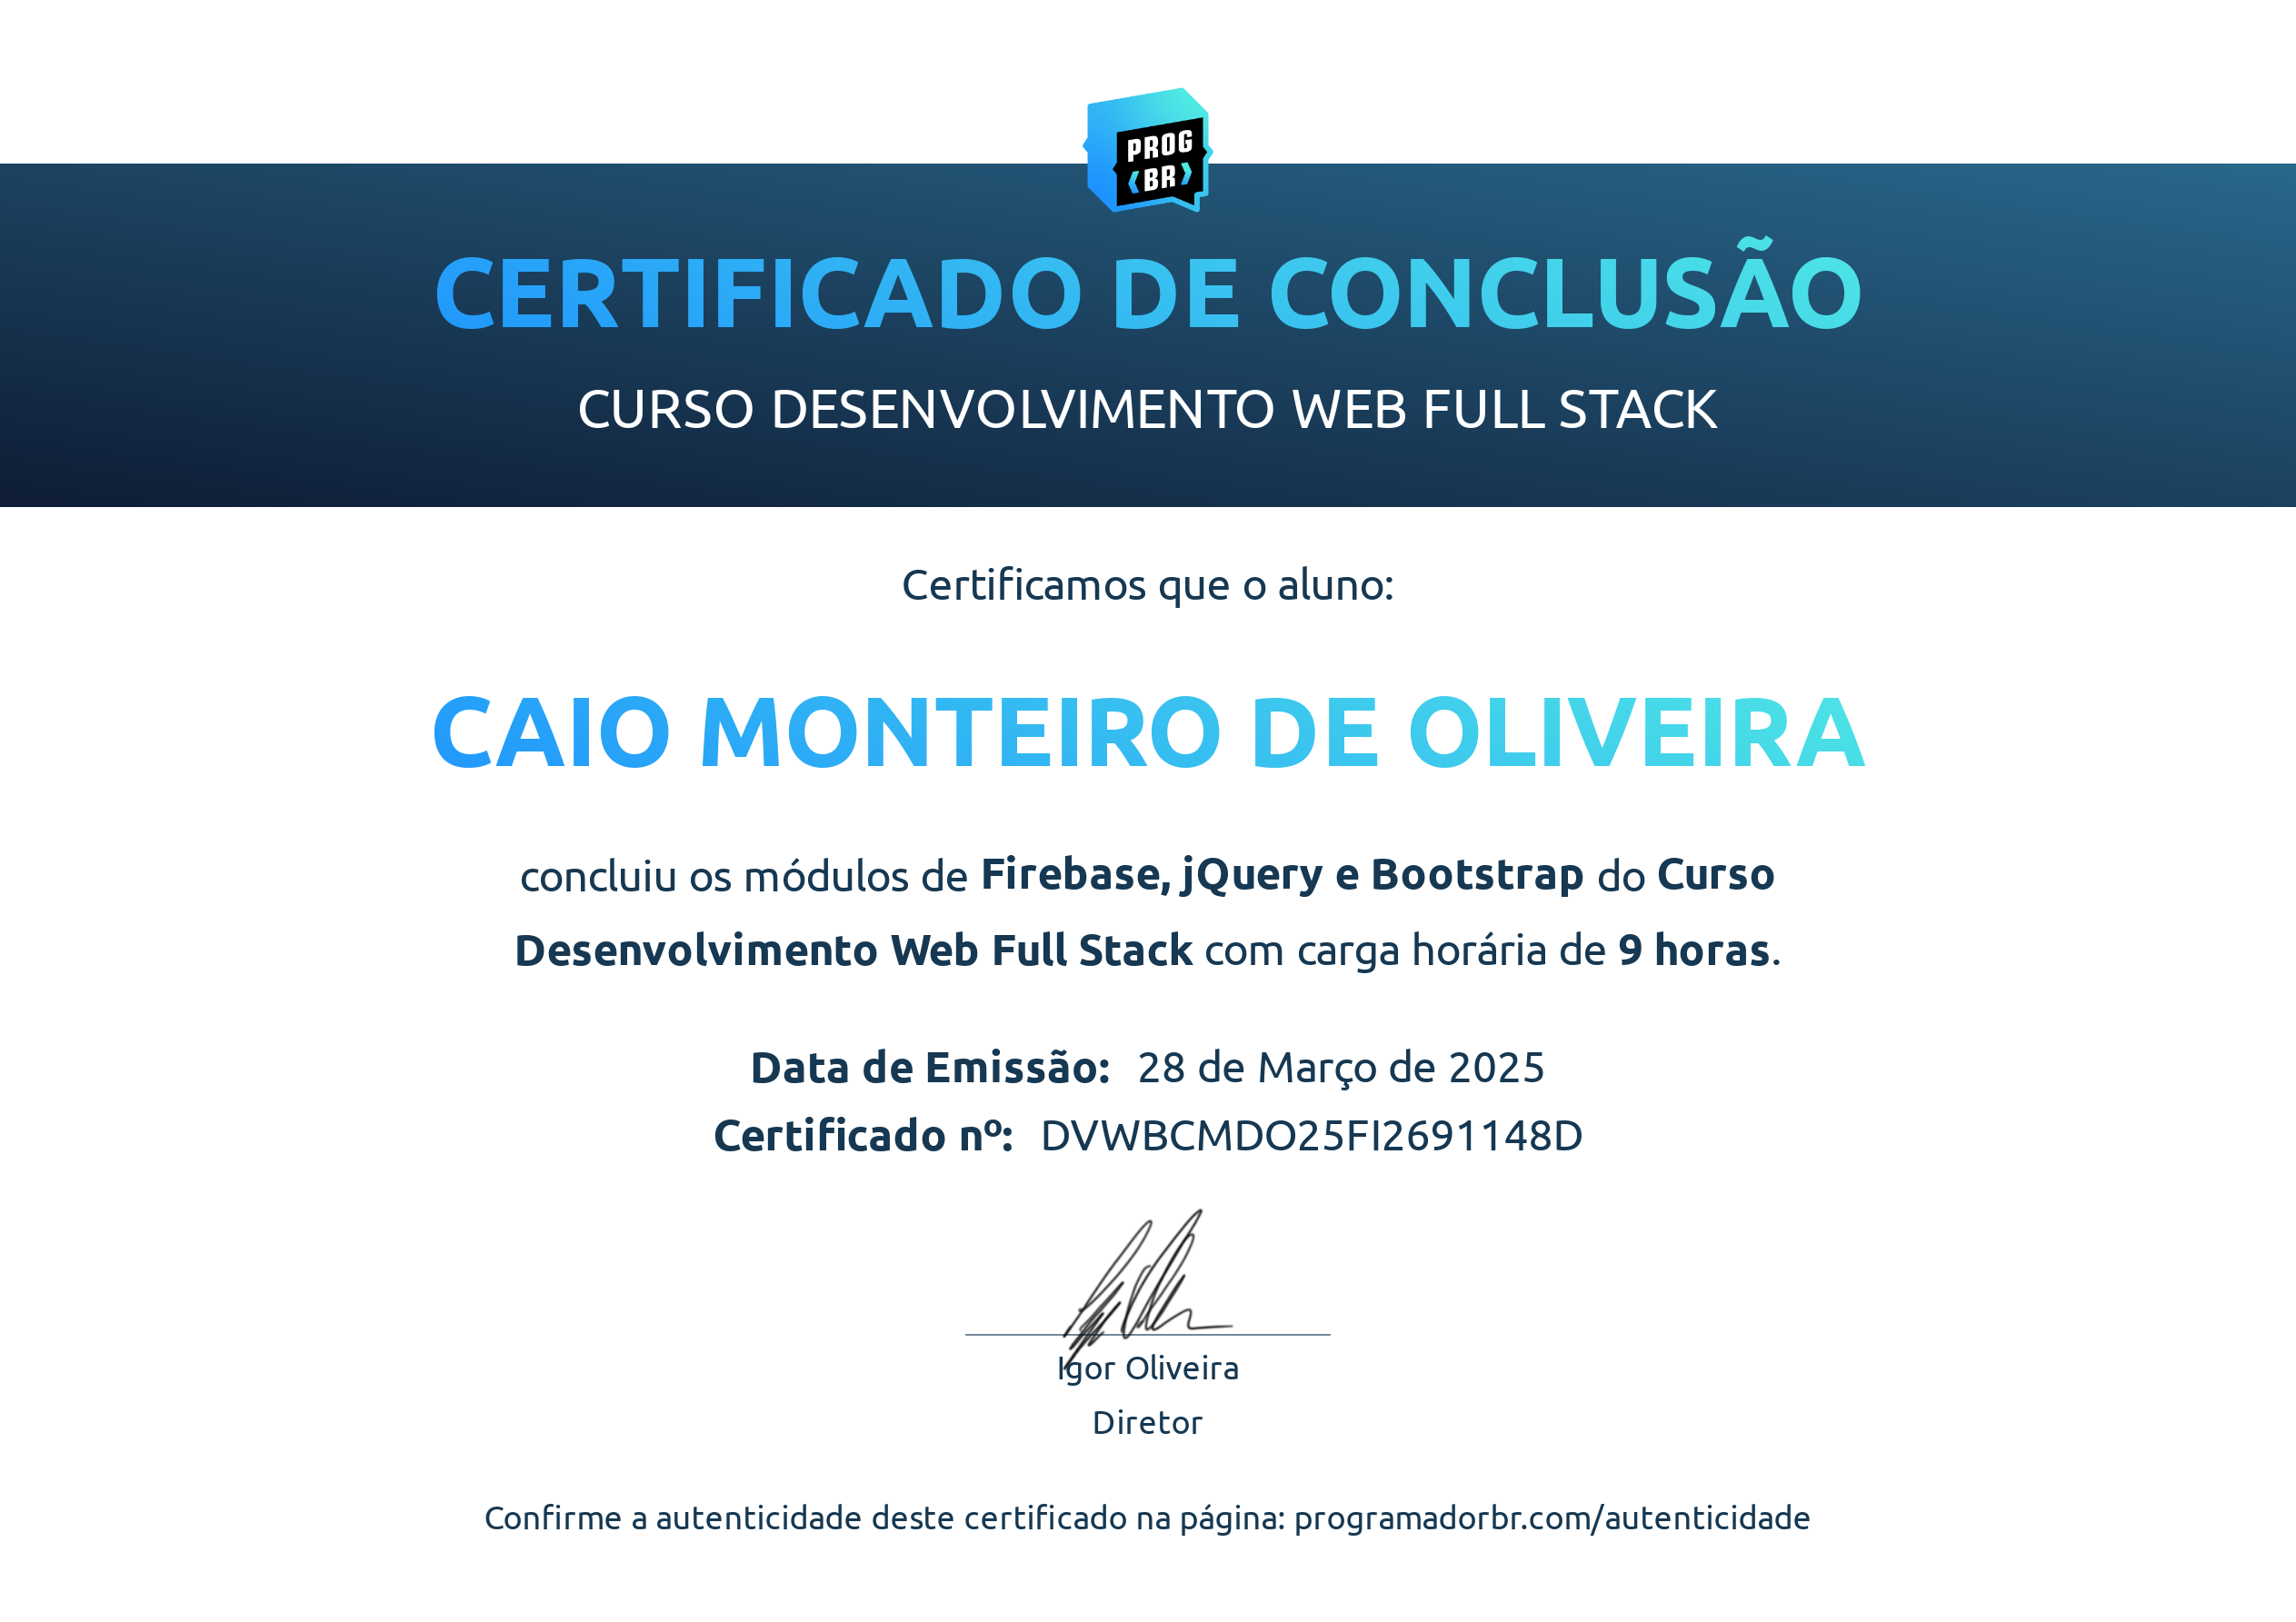 PROG
BR
CERTIFICADO DE CONCLUSÃO
CURSO DESENVOLVIMENTO WEB FULL STACK
Certificamos que o aluno:
CAIO MONTEIRO DE OLIVEIRA
concluiu os módulos de Firebase, jQuery e Bootstrap do Curso
Desenvolvimento Web Full Stack com carga horária de 9 horas.
Data de Emissão: 28 de Março de 2025
Certificado nº: DVWBCMDO25FI2691148D
Igor Oliveira
Diretor
Confirme a autenticidade deste certificado na página: programadorbr.com/autenticidade